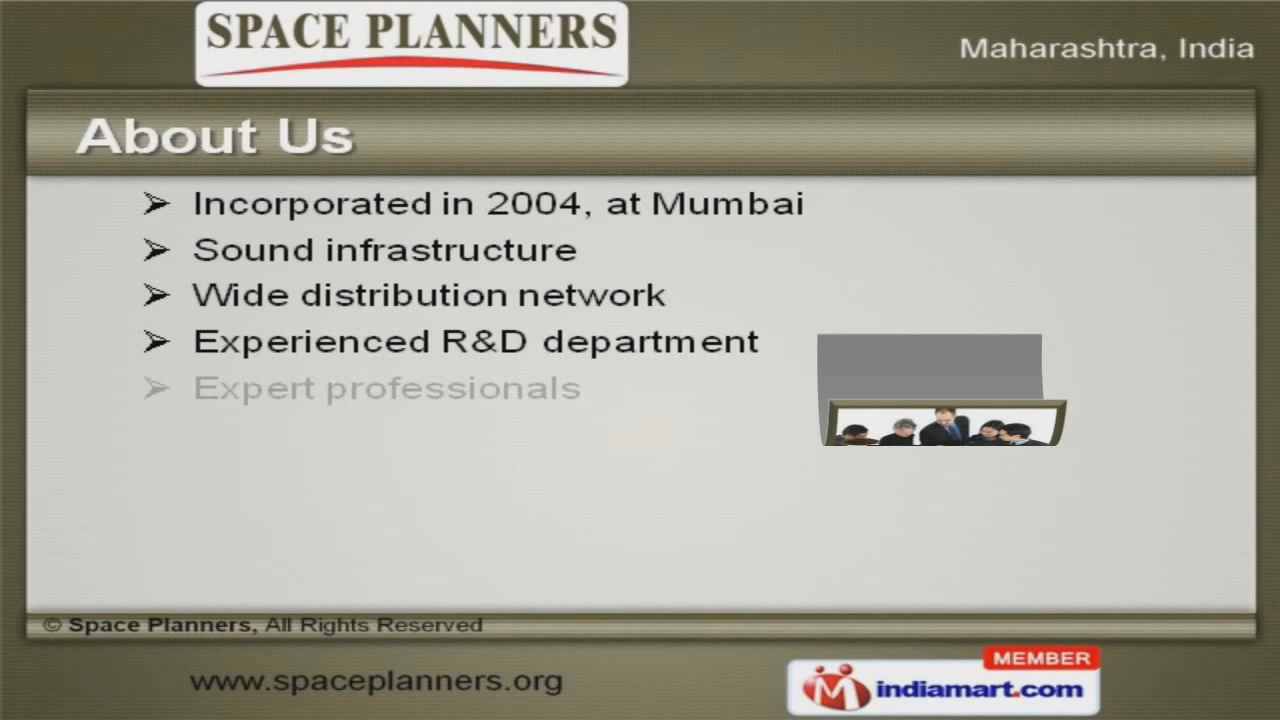 SPACE PLANNERS
Maharashtra, India
About Us
Incorporated in 2004, at Mumbai
Sound infrastructure
Wide distribution network
Experienced R&D department
Expert professionals
© Space Planners, All Rights Reserved
www.spaceplanners.org
MEMBER
indiamart.com